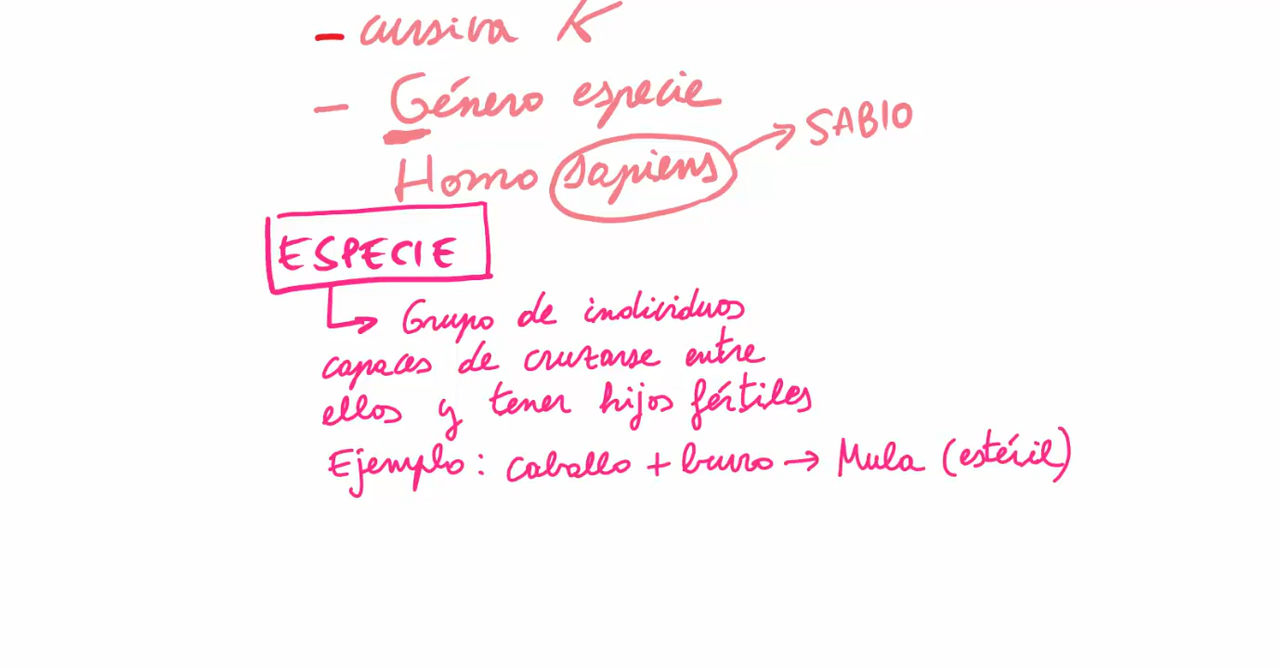 - cursiva K
- Género especie
SABIO
Homo sapiens
ESPECIE
Grupo de individuos
capaces de cruzarse entre
ellos y tener hijos fértiles
Ejemplo: caballo + burro → Mula (estéril)